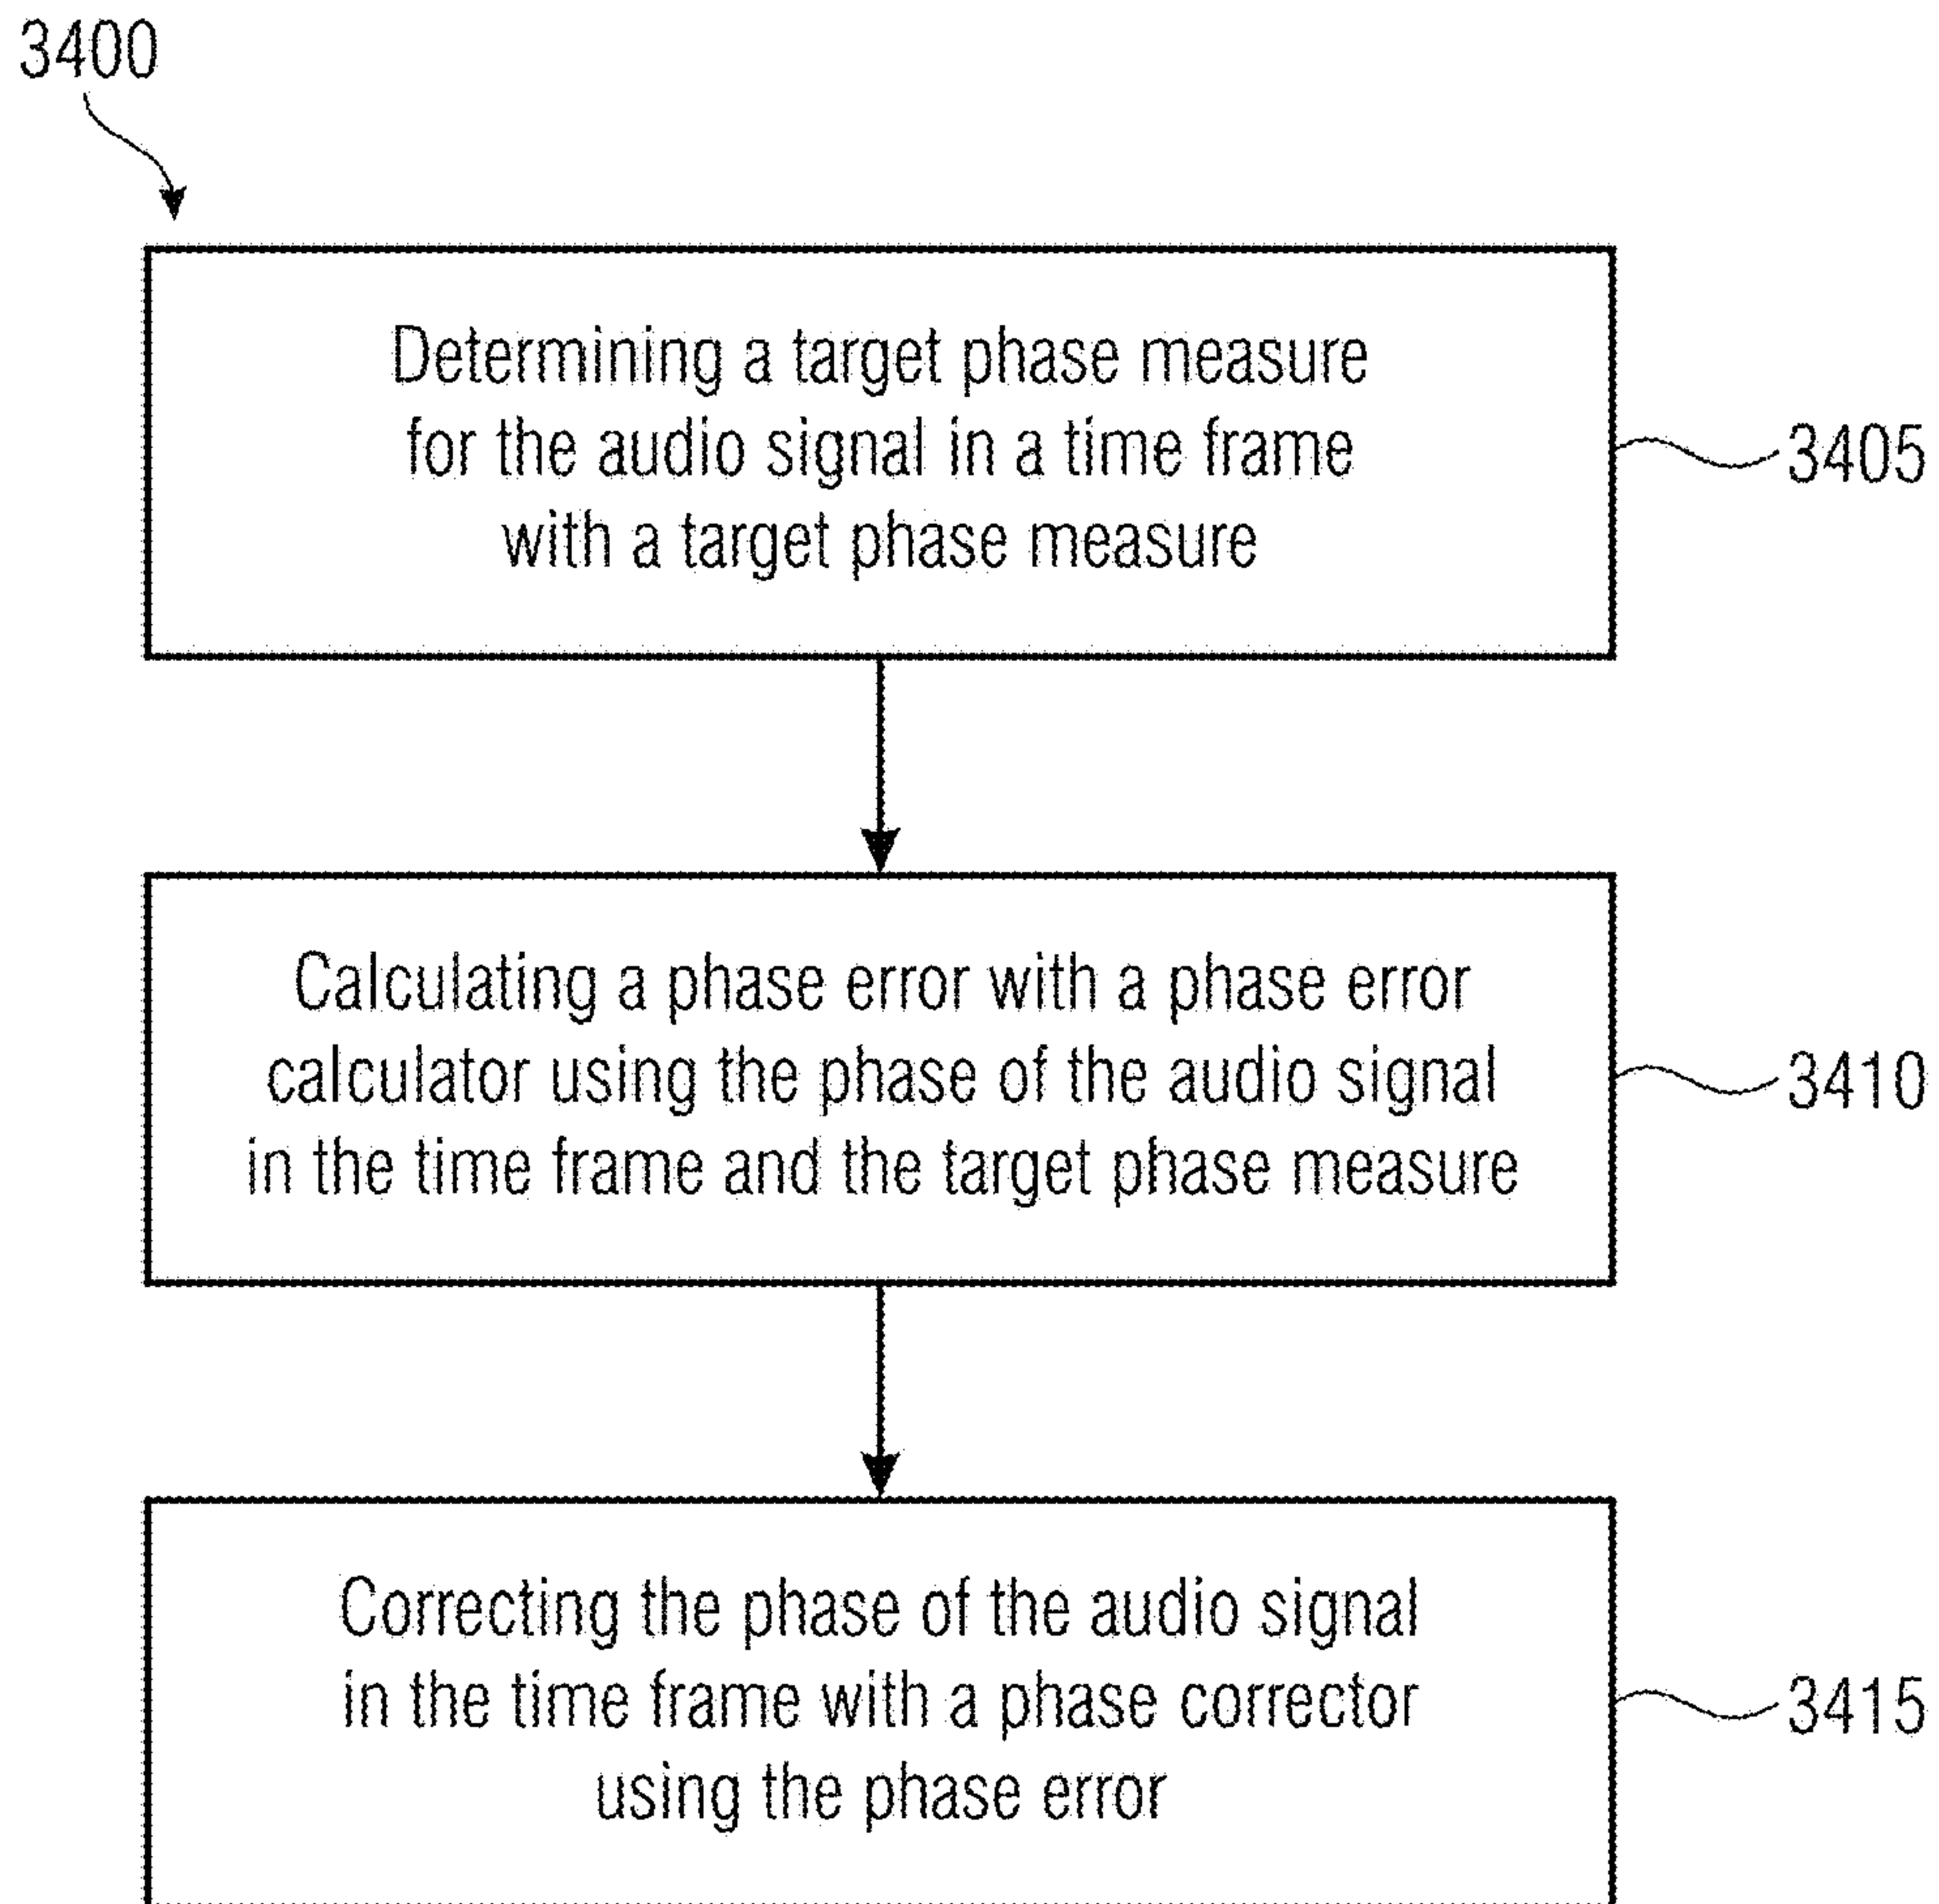 3400
Determining a target phase measure
for the audio signal in a time frame
with a target phase measure
3405
Calculating a phase error with a phase error
calculator using the phase of the audio signal
in the time frame and the target phase measure
3410
Correcting the phase of the audio signal
in the time frame with a phase corrector
using the phase error
3415